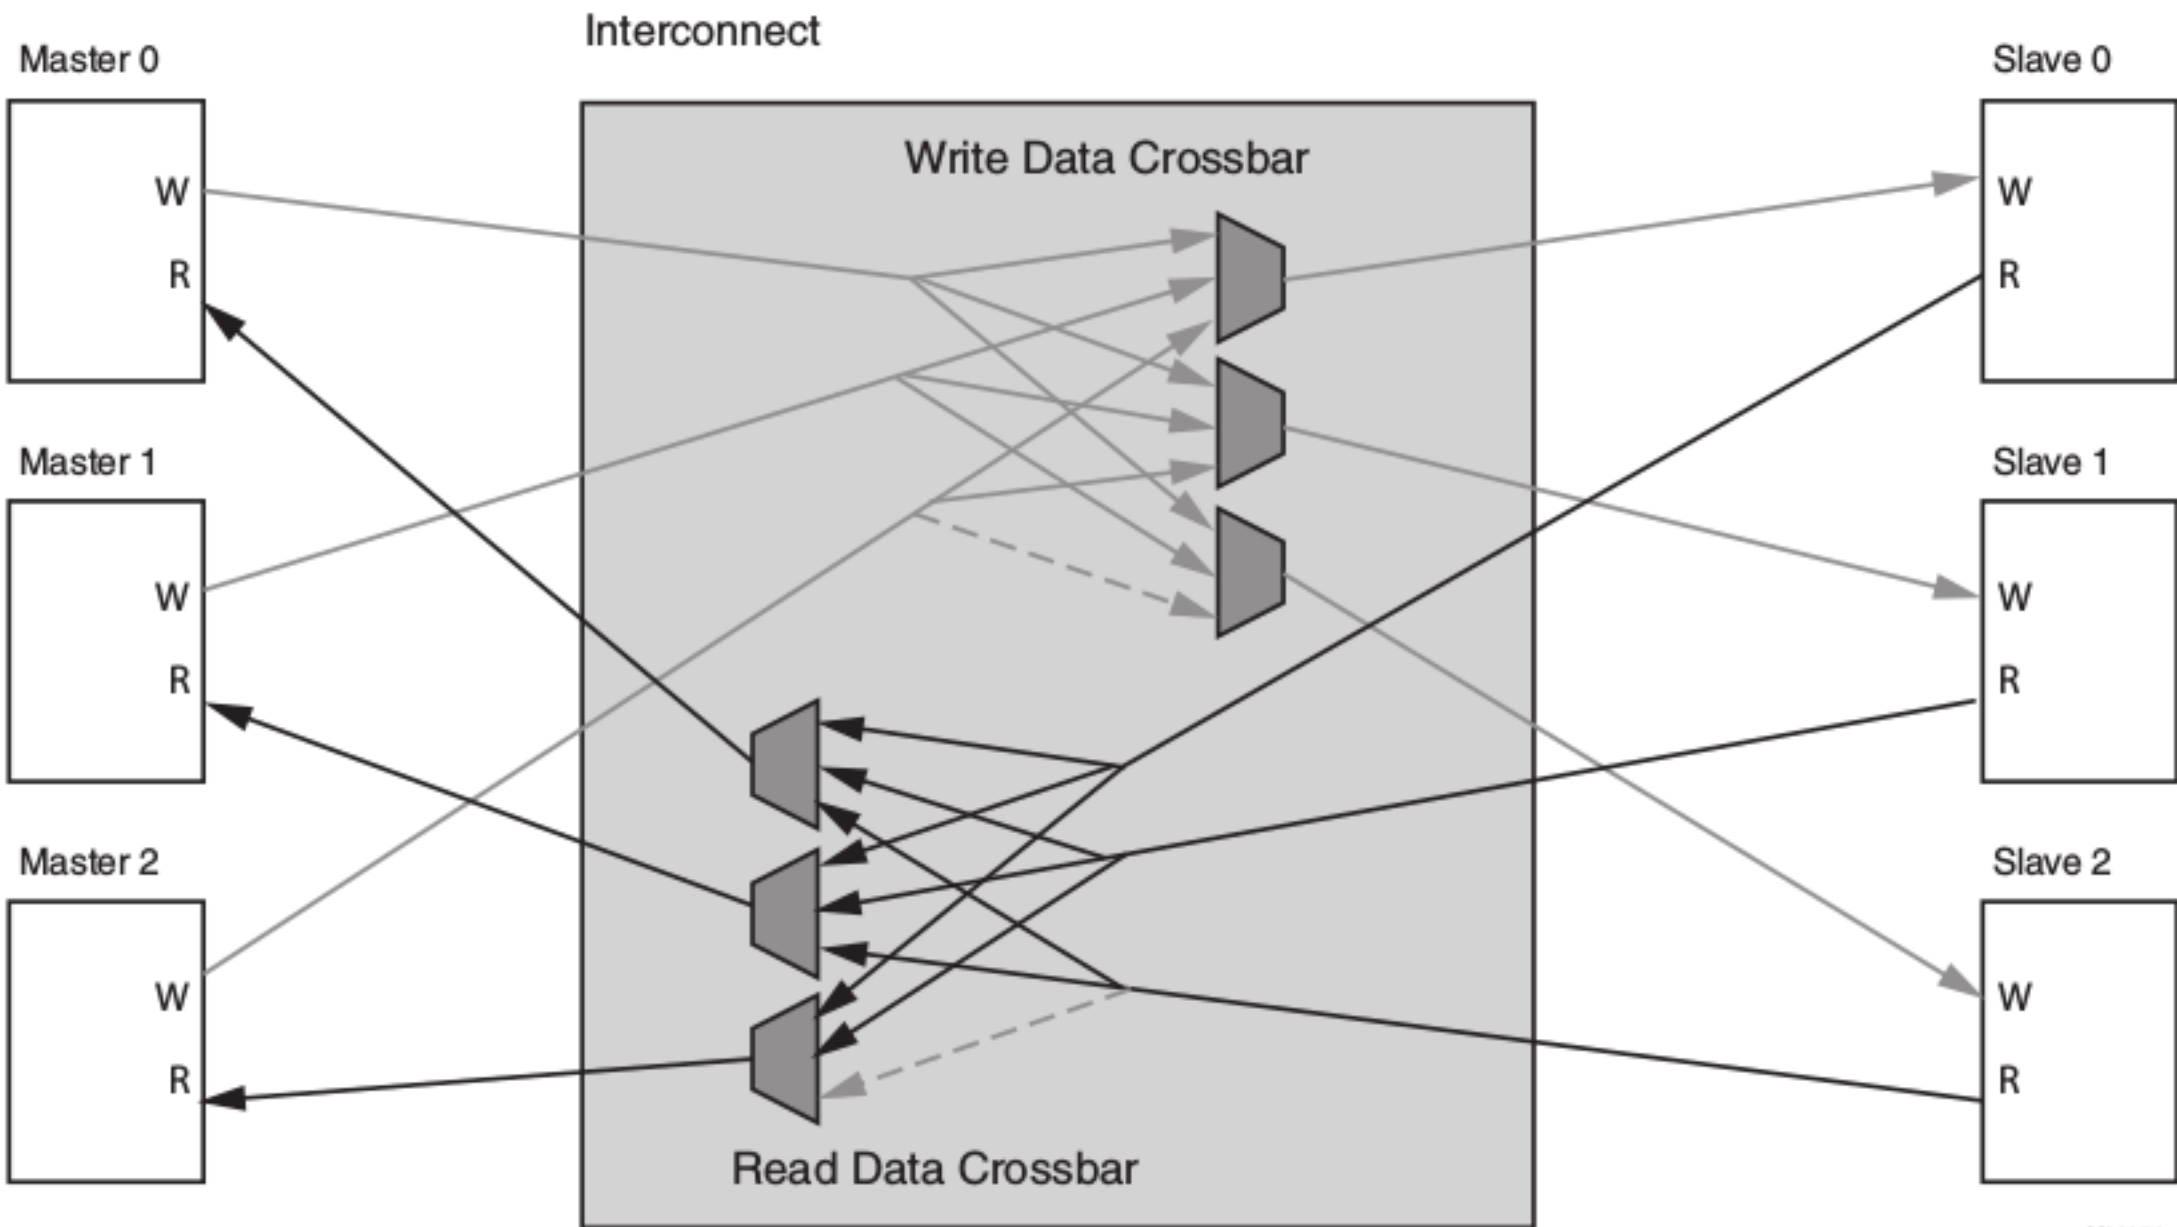 Interconnect
Master 0
Slave 0
Write Data Crossbar
W
R
W
R
Master 1
Slave 1
W
R
W
R
Master 2
Slave 2
W
R
W
R
Read Data Crossbar